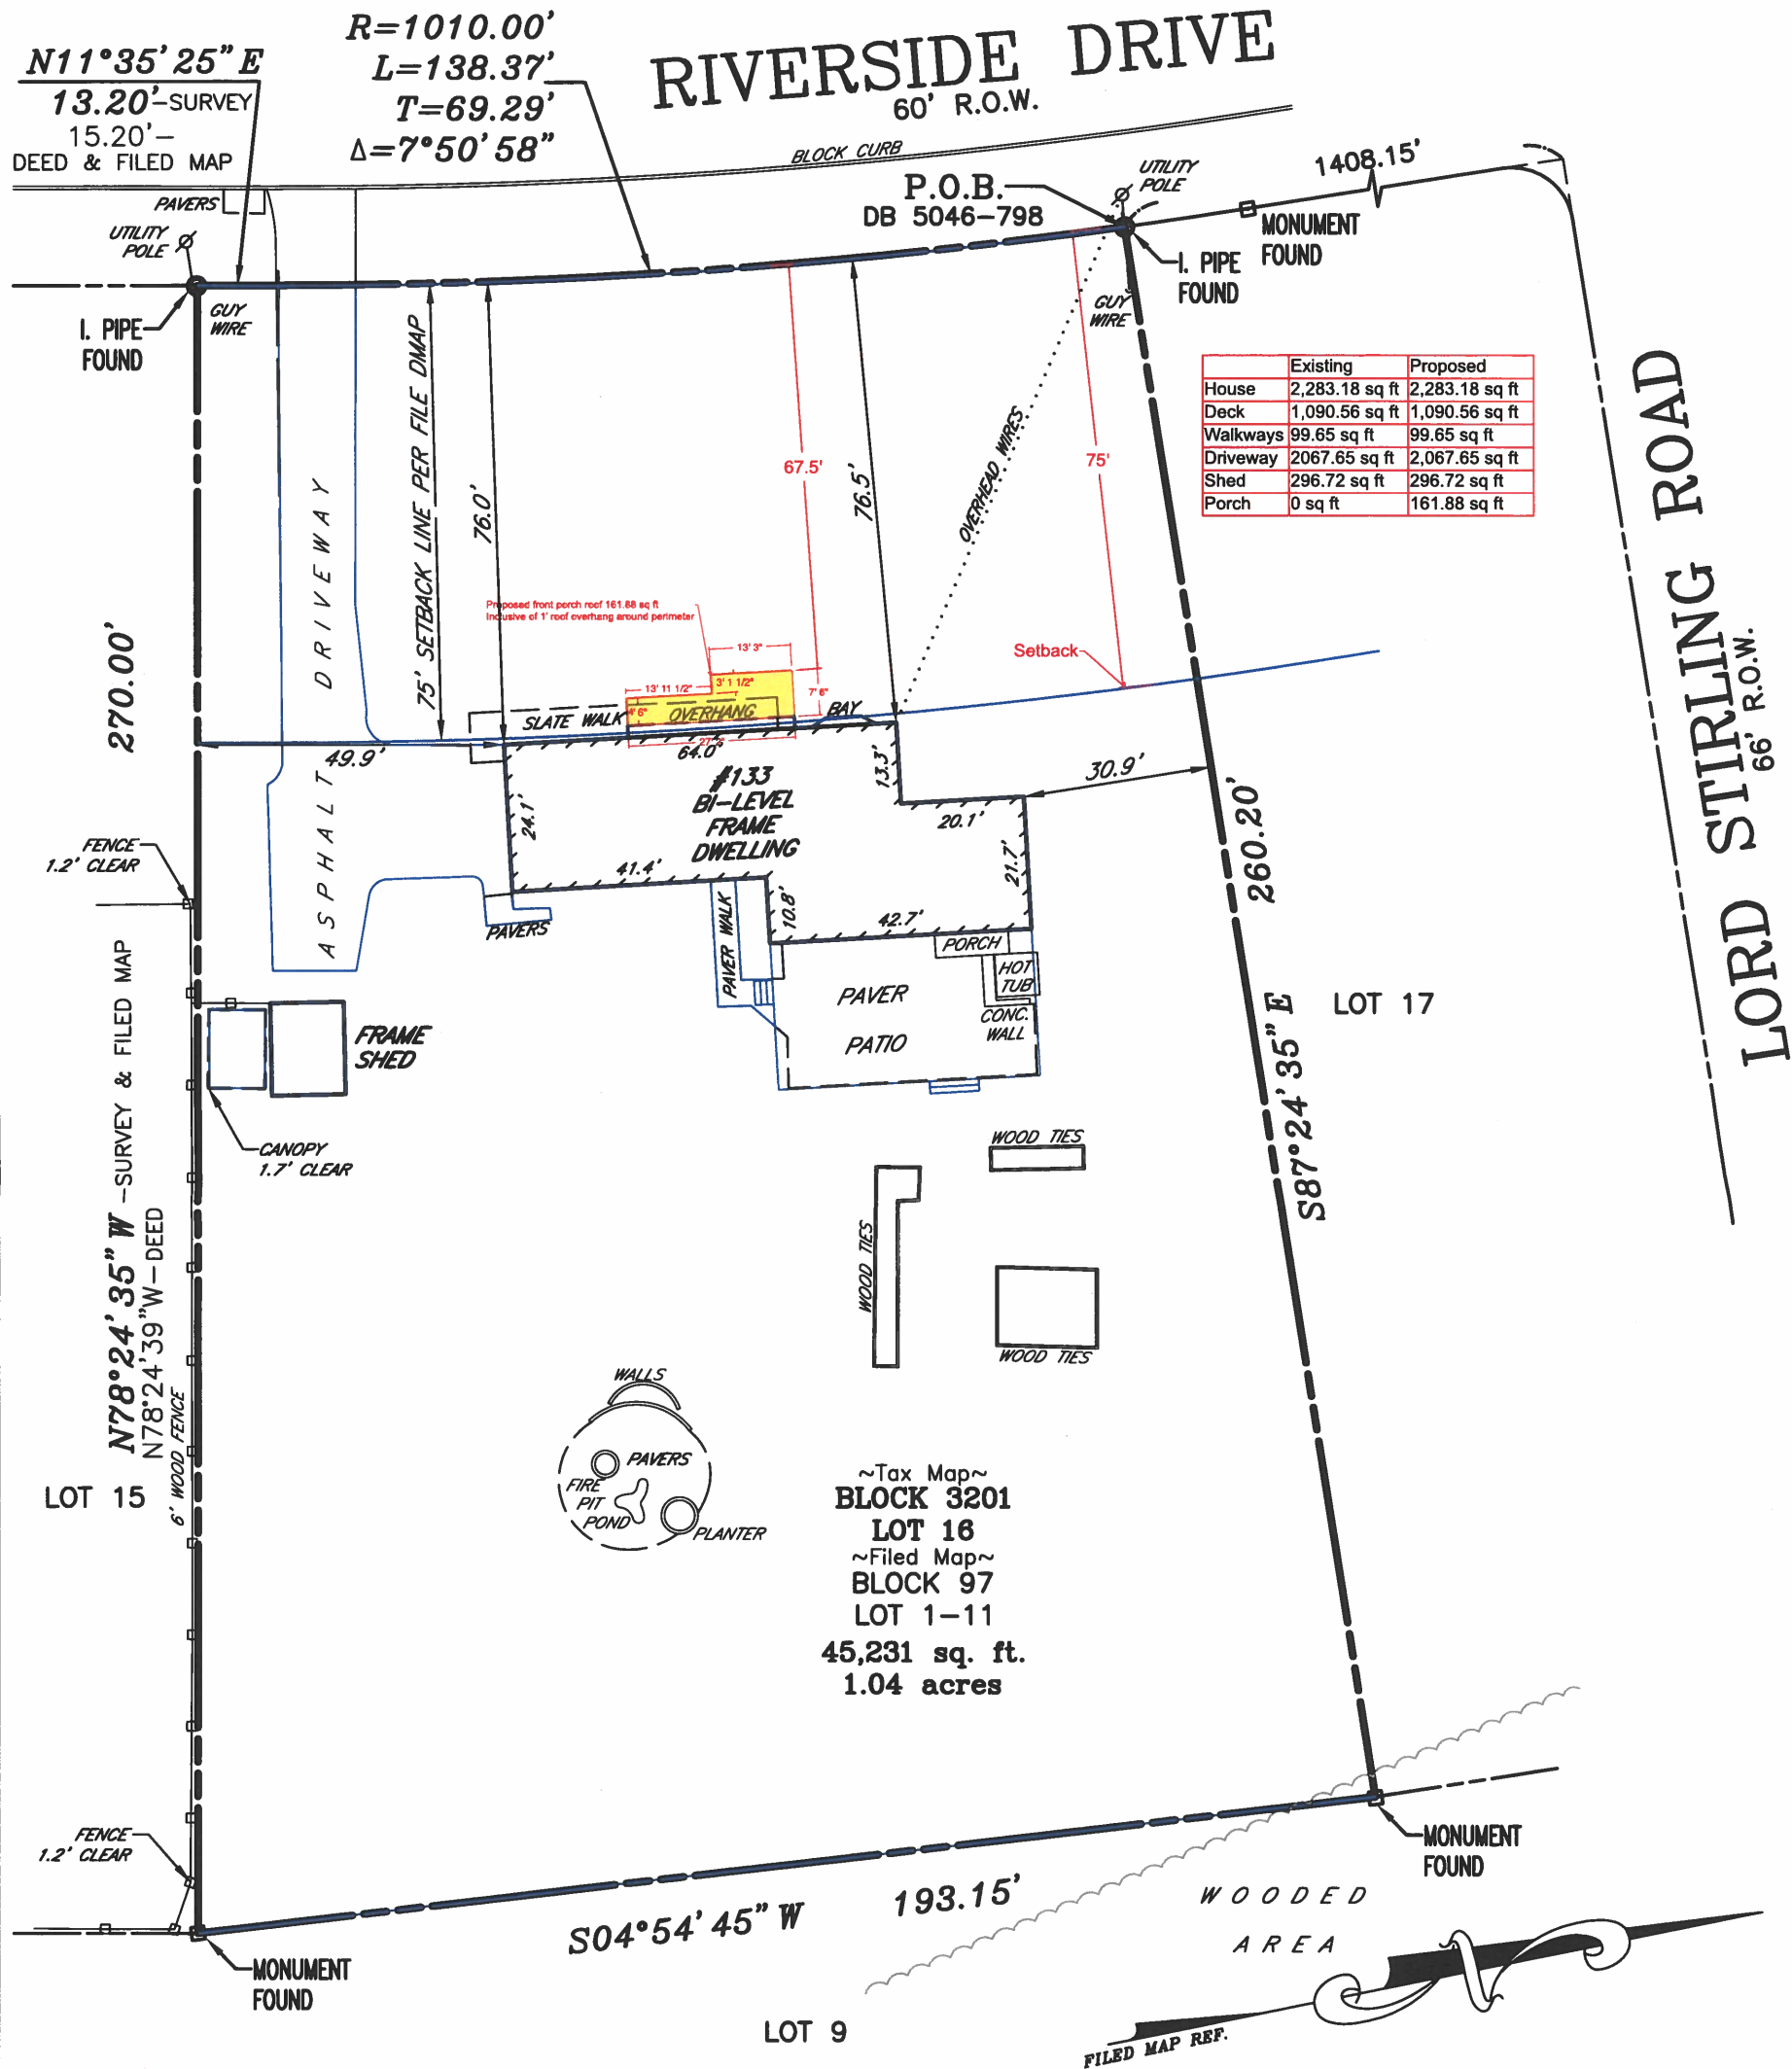 N11°35'25"E
13.20'-SURVEY
15.20'-
DEED & FILED MAP
R=1010.00'
L=138.37'
T=69.29'
Δ=7°50'58"
RIVERSIDE DRIVE
60' R.O.W.
BLOCK CURB
PAVERS
UTILITY
POLE
I. PIPE
FOUND
GUY
WIRE
P.O.B.
DB 5046-798
UTILITY
POLE
1408.15'
MONUMENT
FOUND
I. PIPE
FOUND
GUY
WIRE
LORD STIRLING ROAD
66' R.O.W.
Existing Proposed
House 2,283.18 sq ft 2,283.18 sq ft
Deck 1,090.56 sq ft 1,090.56 sq ft
Walkways 99.65 sq ft 99.65 sq ft
Driveway 2067.65 sq ft 2,067.65 sq ft
Shed 296.72 sq ft 296.72 sq ft
Porch 0 sq ft 161.88 sq ft
270.00'
ASPHALT DRIVEWAY
75' SETBACK LINE PER FILE DMAP
76.0'
67.5'
76.5'
OVERHEAD WIRES
75'
Setback
Proposed front porch roof 161.88 sq ft
Inclusive of 1' roof overhang around perimeter
13' 3"
13' 11 1/2"
3' 1 1/2"
7' 6"
4' 6"
SLATE WALK
OVERHANG
BAY
49.9'
64.0'
#133
BI-LEVEL
FRAME
DWELLING
13.3'
30.9'
20.1'
24.1'
21.7'
41.4'
10.8'
42.7'
260.20'
FENCE
1.2' CLEAR
PAVERS
PAVER WALK
PORCH
HOT
TUB
CONC.
WALL
PAVER
PATIO
LOT 17
FRAME
SHED
CANOPY
1.7' CLEAR
N78°24'35"W -SURVEY & FILED MAP
N78°24'39"W-DEED
6' WOOD FENCE
S87°24'35"E
WOOD TIES
WOOD TIES
WOOD TIES
LOT 15
WALLS
PAVERS
FIRE
PIT
POND
PLANTER
~Tax Map~
BLOCK 3201
LOT 16
~Filed Map~
BLOCK 97
LOT 1-11
45,231 sq. ft.
1.04 acres
FENCE
1.2' CLEAR
MONUMENT
FOUND
S04°54'45"W 193.15'
MONUMENT
FOUND
WOODED
AREA
LOT 9
N
FILED MAP REF.